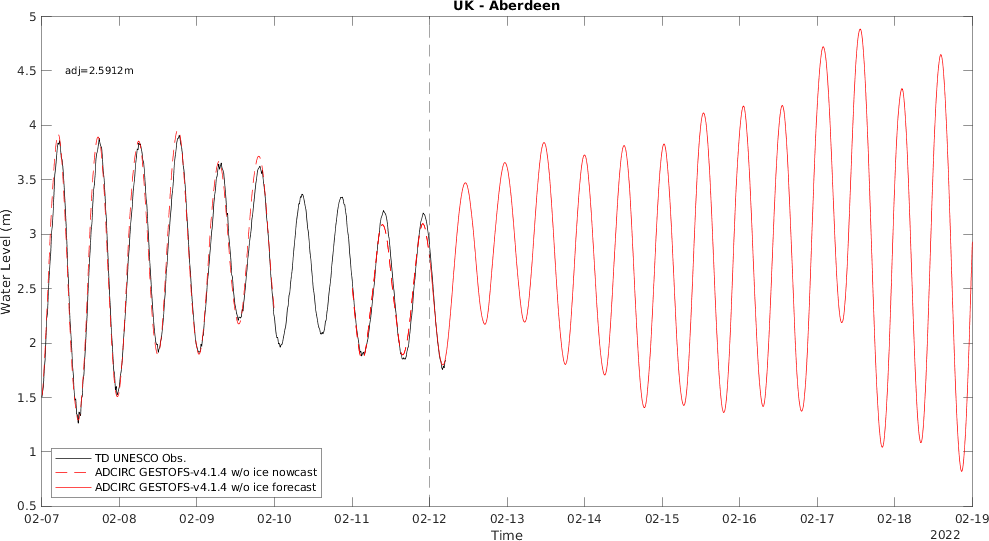 UK - Aberdeen
5
4.5
4
3.5
3
2.5
2
1.5
1
0.5
Water Level (m)
adj=2.5912m
TD UNESCO Obs.
ADCIRC GESTOFS-v4.1.4 w/o ice nowcast
ADCIRC GESTOFS-v4.1.4 w/o ice forecast
02-07 02-08 02-09 02-10 02-11 02-12 02-13 02-14 02-15 02-16 02-17 02-18 02-19
Time
2022